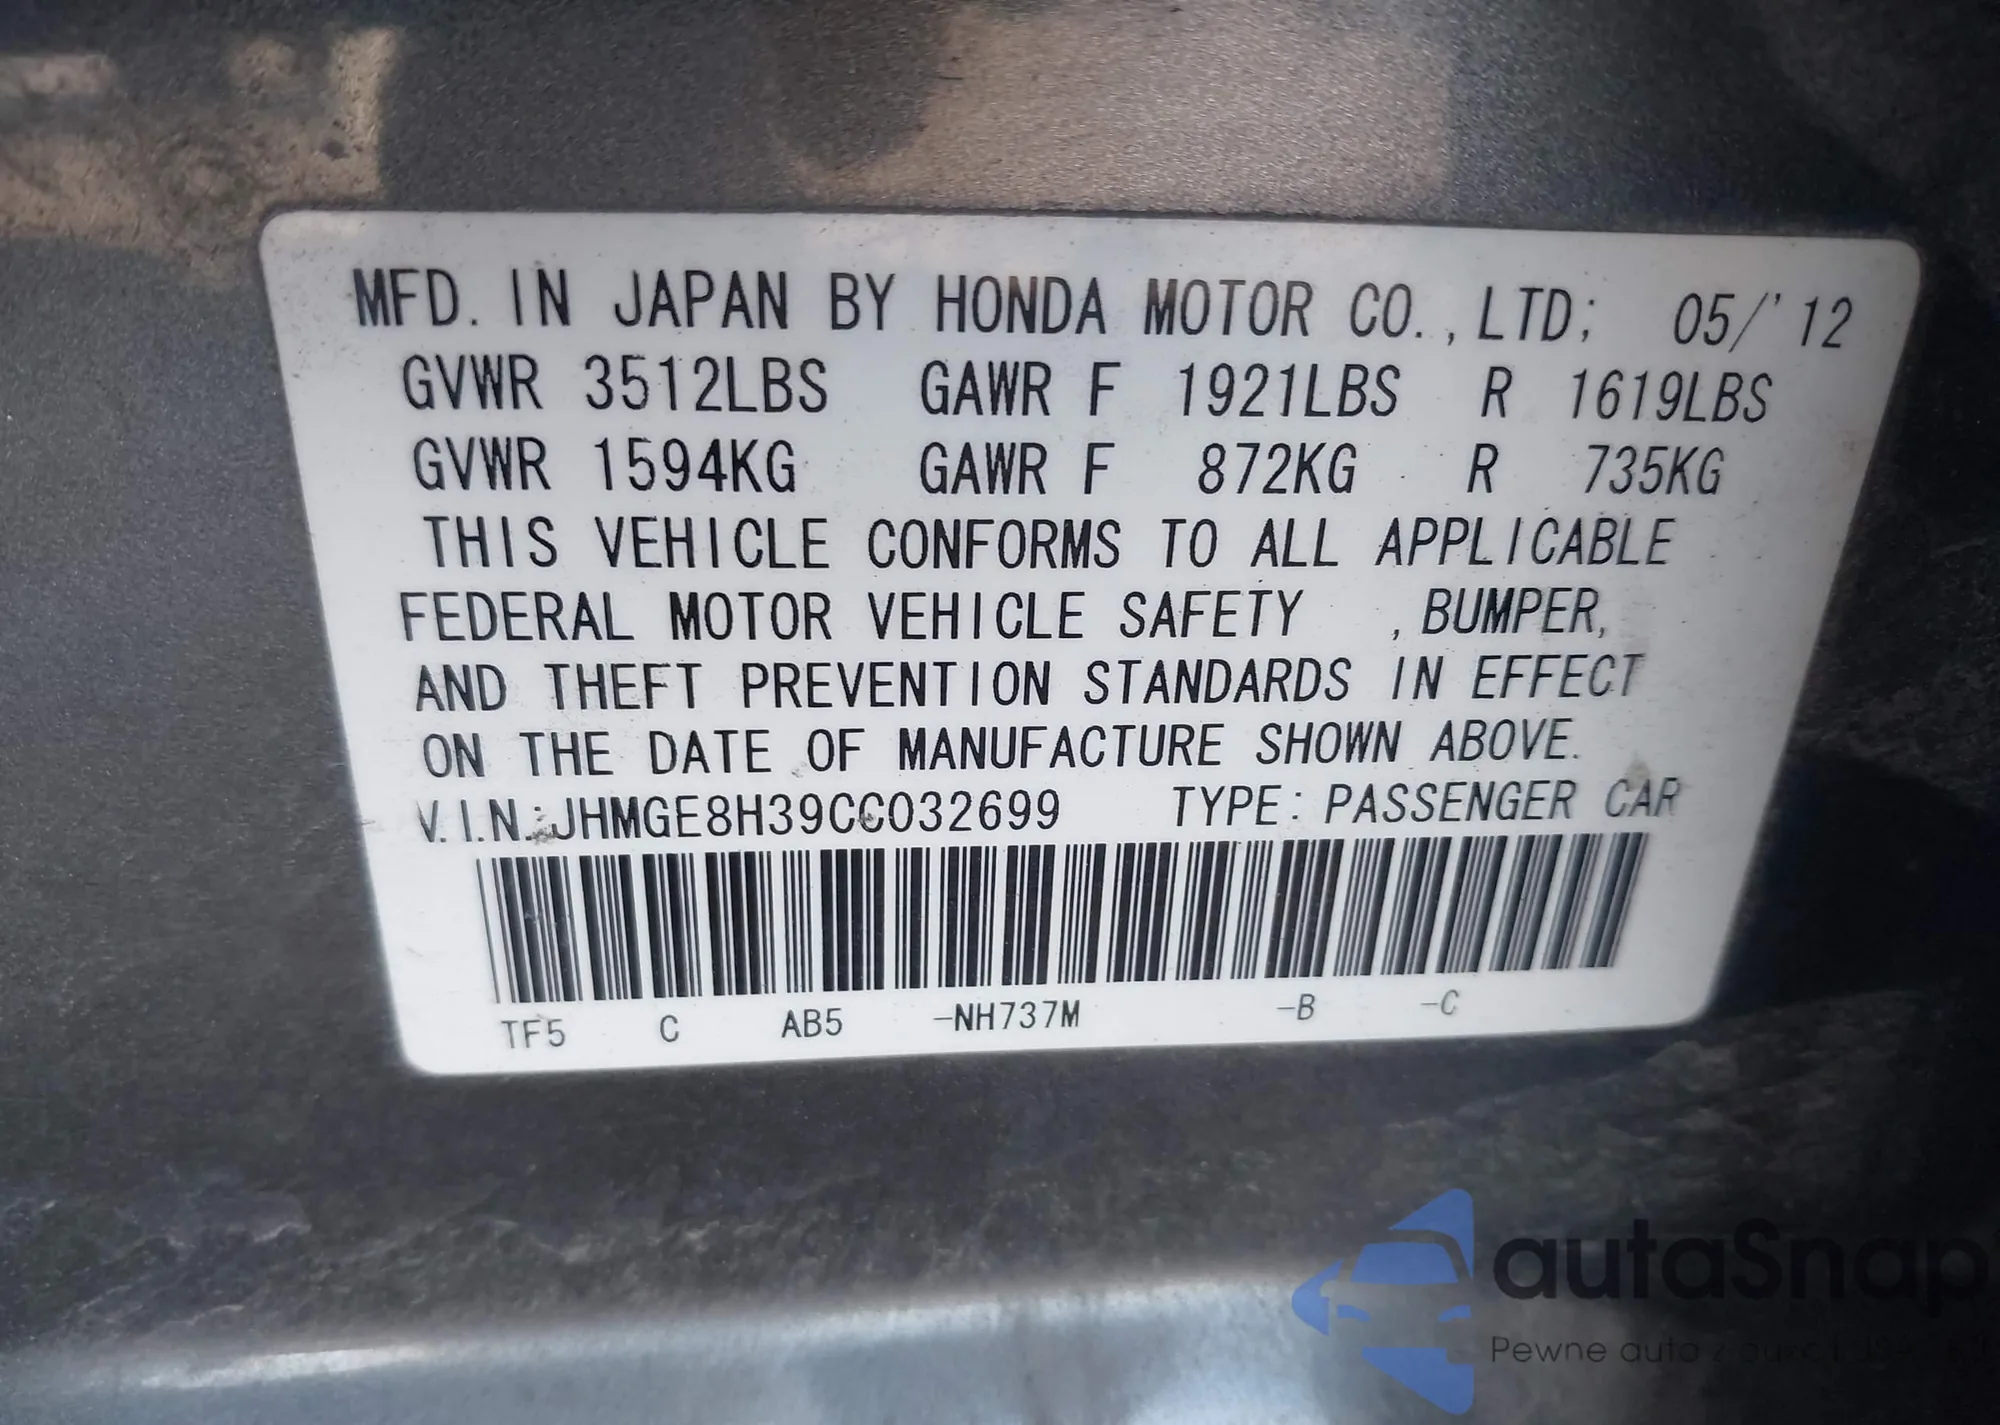 MFD. IN JAPAN BY HONDA MOTOR CO.,LTD; 05/'12
GVWR 3512LBS GAWR F 1921LBS R 1619LBS
GVWR 1594KG GAWR F 872KG R 735KG
THIS VEHICLE CONFORMS TO ALL APPLICABLE
FEDERAL MOTOR VEHICLE SAFETY , BUMPER,
AND THEFT PREVENTION STANDARDS IN EFFECT
ON THE DATE OF MANUFACTURE SHOWN ABOVE.
V.I.N.:JHMGE8H39CC032699 TYPE: PASSENGER CAR
TF5 C AB5 -NH737M -B -C
autaSnap
Pewne auto z